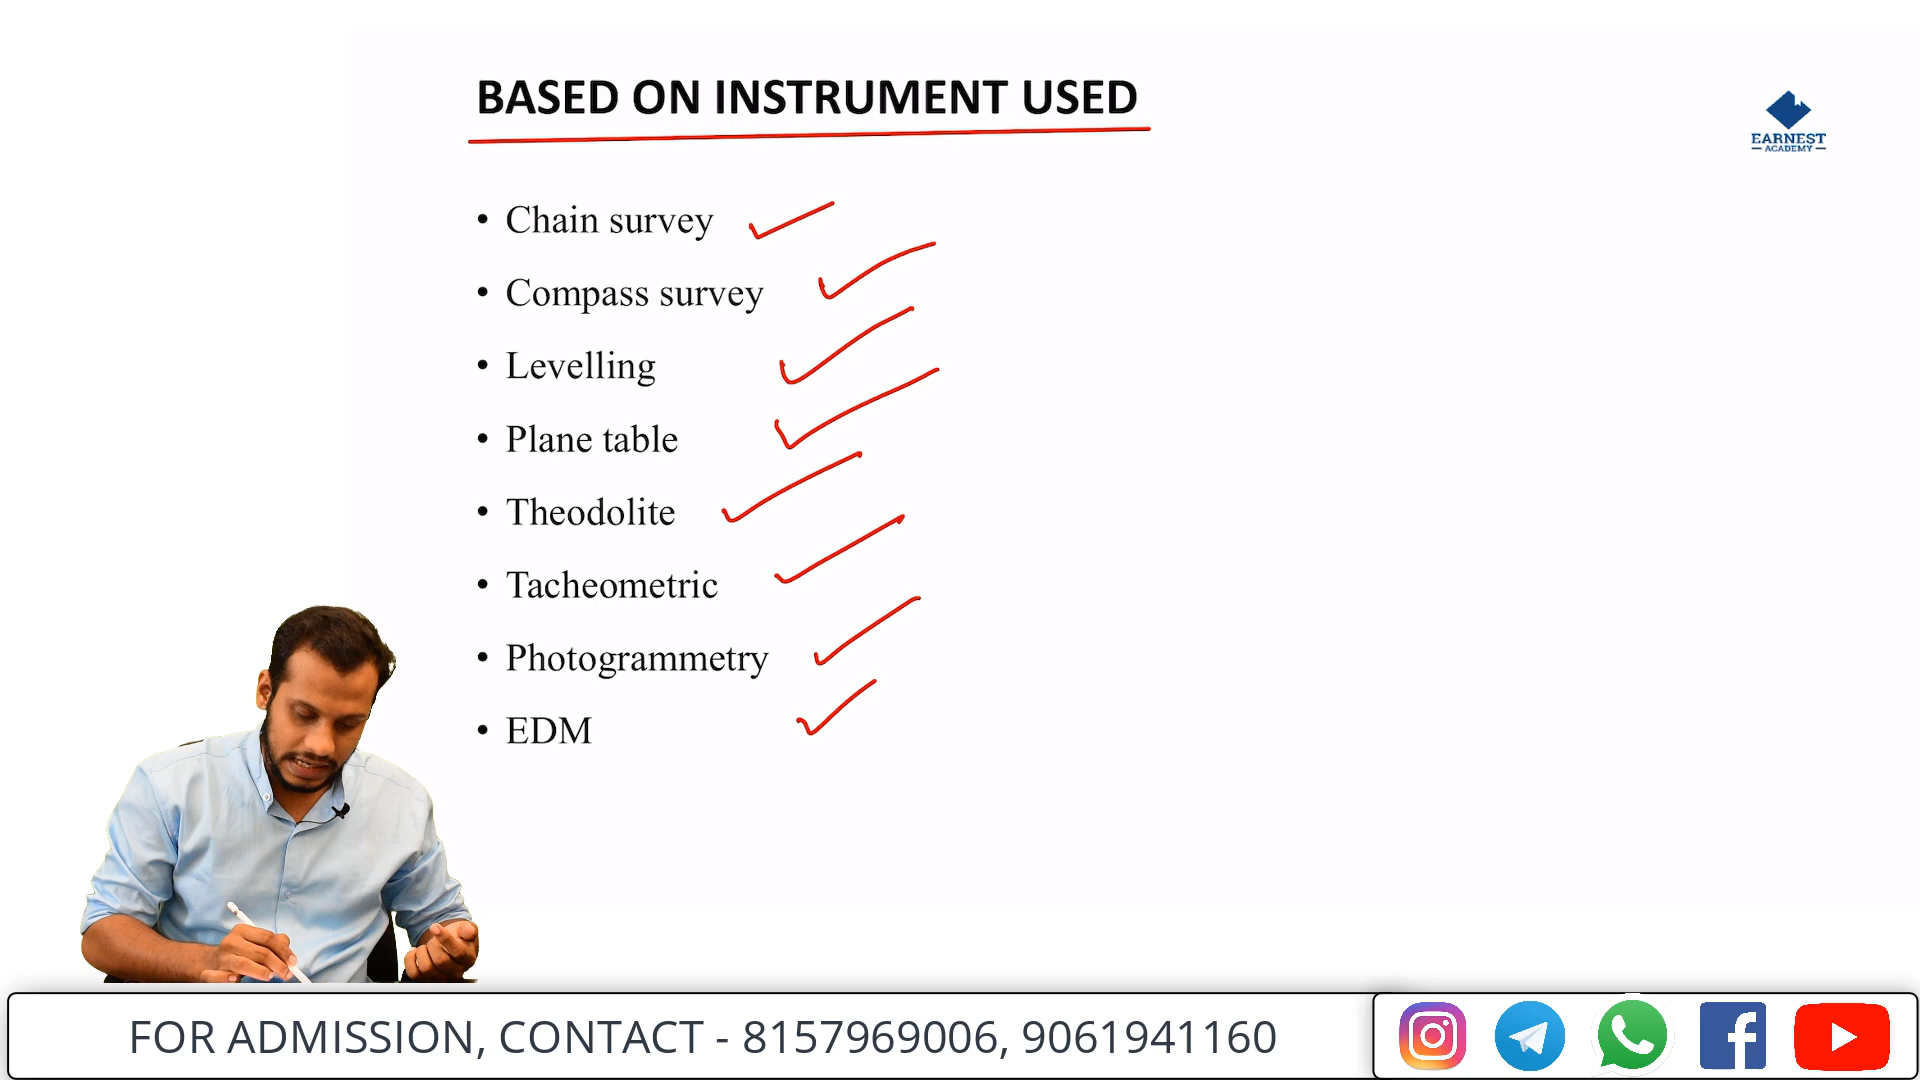 BASED ON INSTRUMENT USED
EARNEST
ACADEMY
• Chain survey
• Compass survey
• Levelling
• Plane table
• Theodolite
• Tacheometric
• Photogrammetry
• EDM
FOR ADMISSION, CONTACT - 8157969006, 9061941160